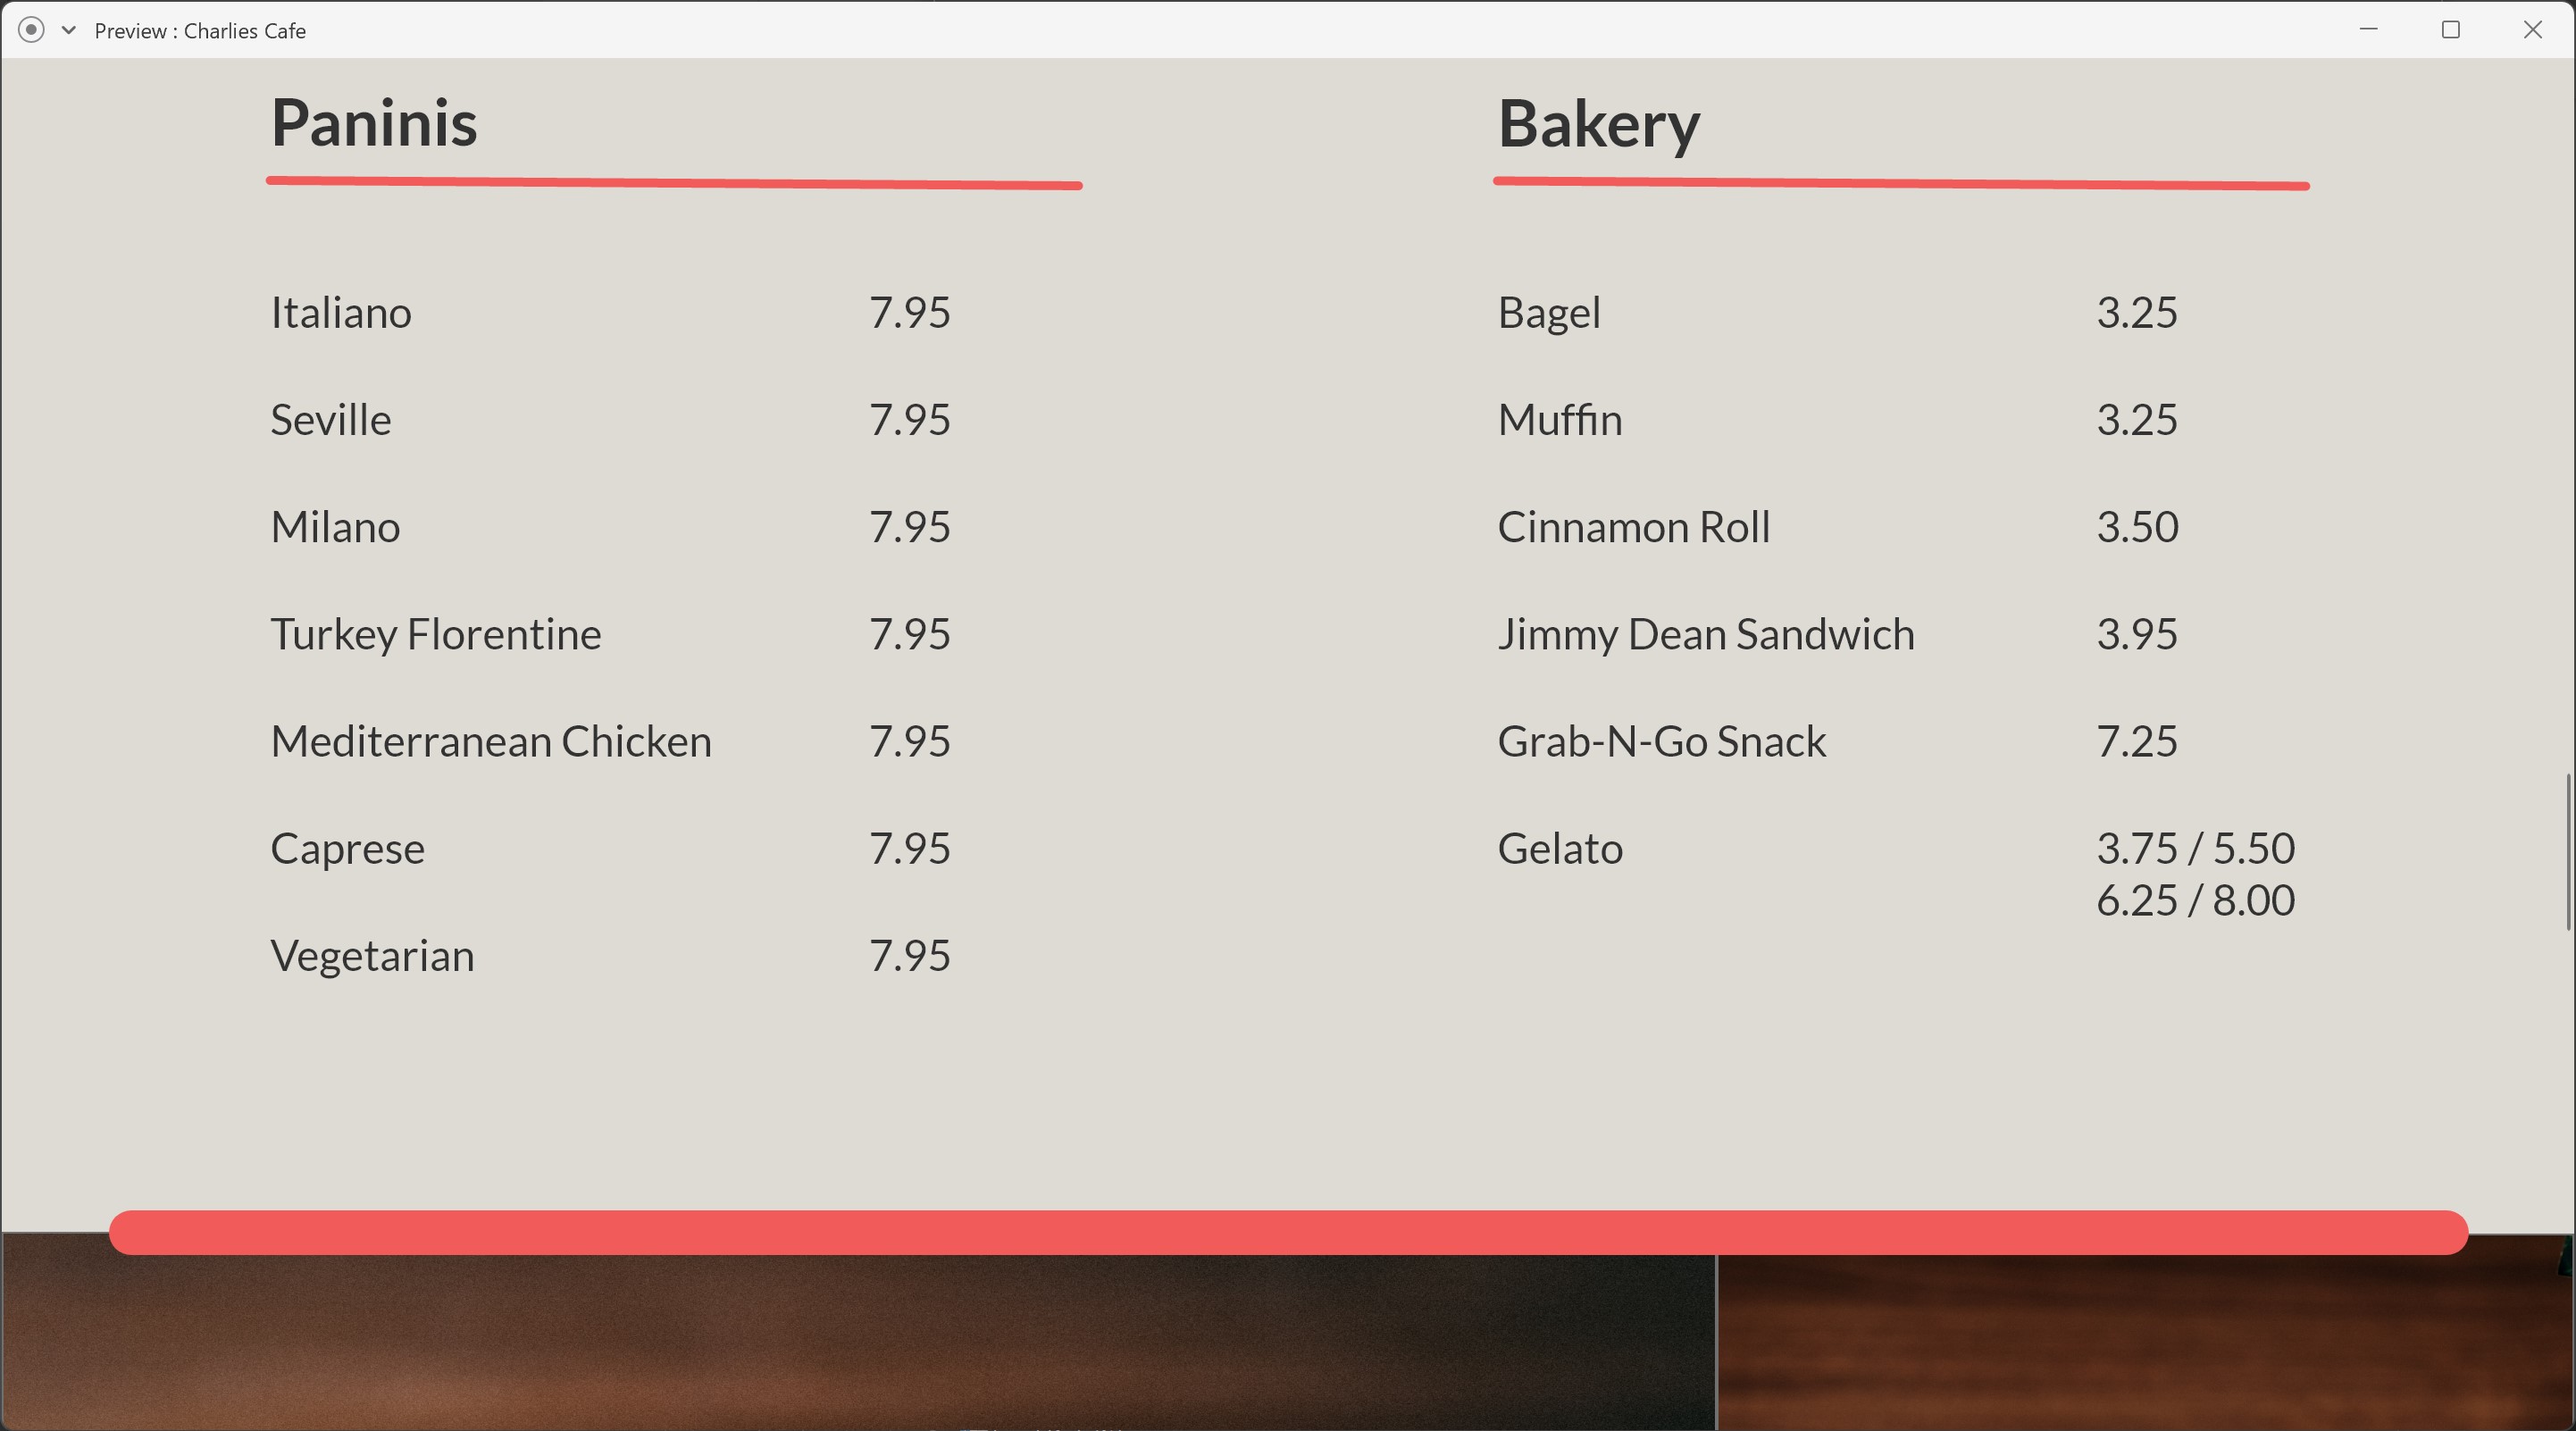 Preview : Charlies Cafe
Paninis
Italiano 7.95
Seville 7.95
Milano 7.95
Turkey Florentine 7.95
Mediterranean Chicken 7.95
Caprese 7.95
Vegetarian 7.95
Bakery
Bagel 3.25
Muffin 3.25
Cinnamon Roll 3.50
Jimmy Dean Sandwich 3.95
Grab-N-Go Snack 7.25
Gelato 3.75 / 5.50
6.25 / 8.00